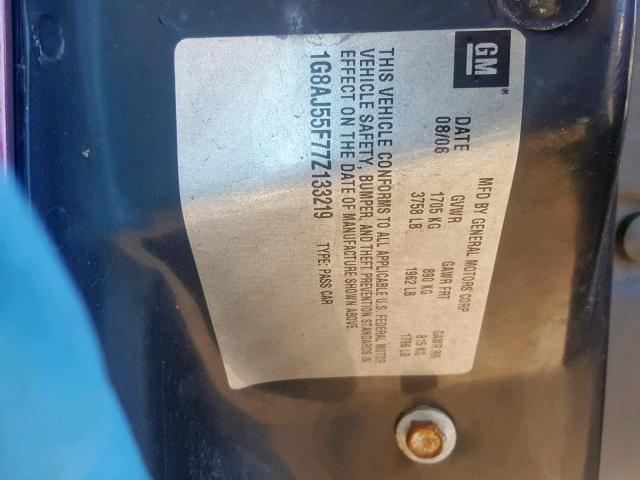 GM®
MFD BY GENERAL MOTORS CORP
DATE GVWR GAWR FRT GAWR RR
08/06 1705 KG 890 KG 815 KG
3758 LB 1962 LB 1796 LB
THIS VEHICLE CONFORMS TO ALL APPLICABLE U.S. FEDERAL MOTOR
VEHICLE SAFETY, BUMPER, AND THEFT PREVENTION STANDARDS IN
EFFECT ON THE DATE OF MANUFACTURE SHOWN ABOVE.
1G8AJ55F77Z133219 TYPE: PASS CAR